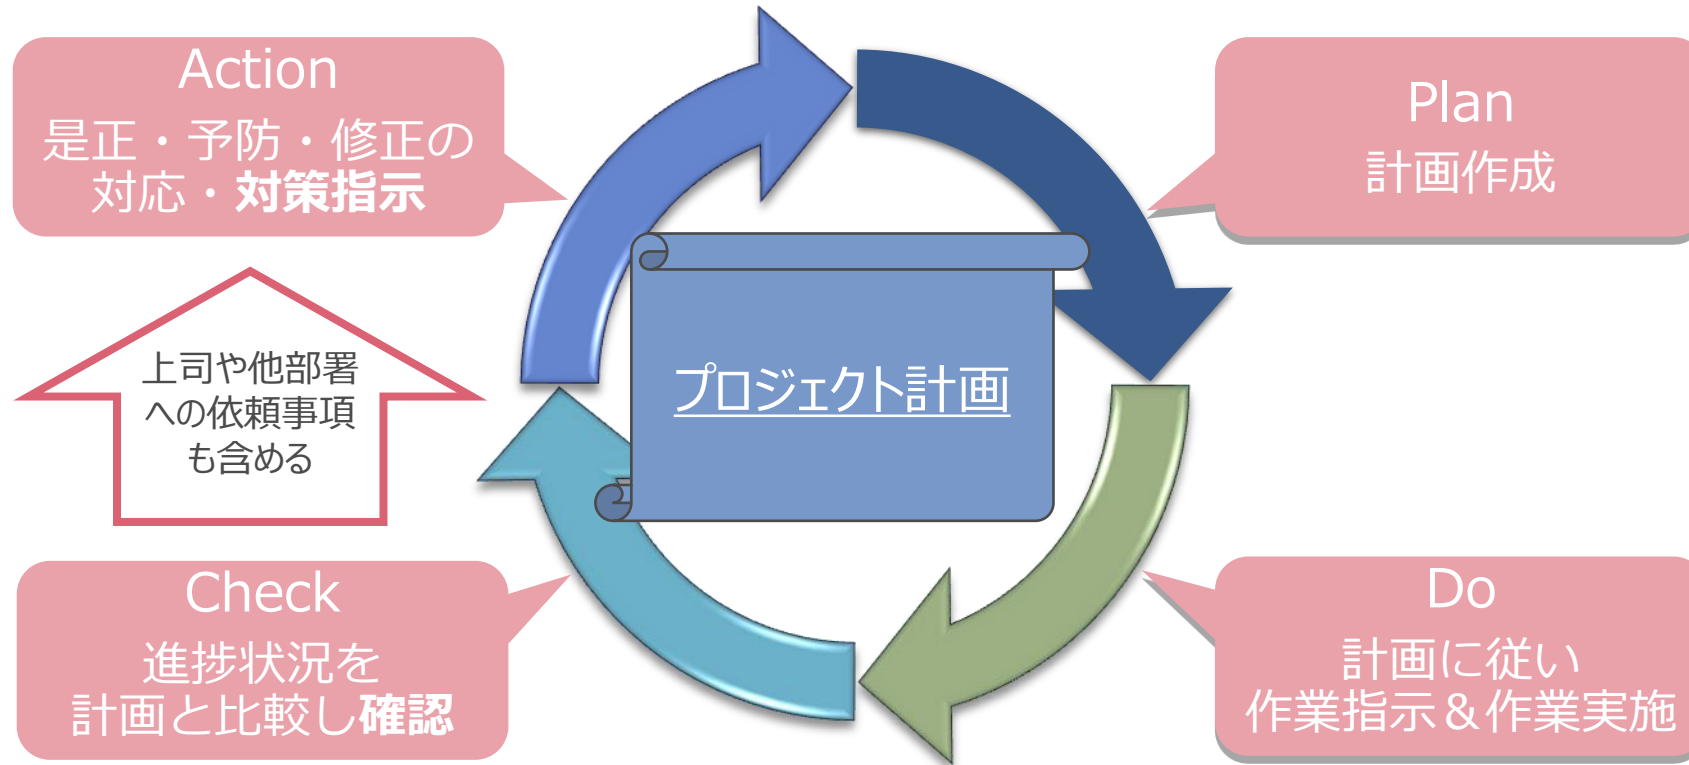 Action
是正・予防・修正の
対応・対策指示
Plan
計画作成
プロジェクト計画
上司や他部署
への依頼事項
も含める
Check
進捗状況を
計画と比較し確認
Do
計画に従い
作業指示＆作業実施